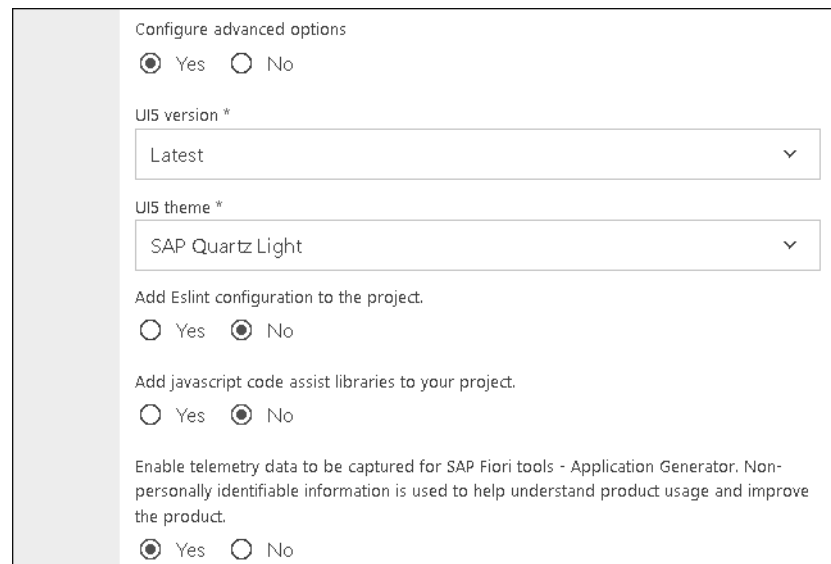 Configure advanced options
Yes No
UI5 version *
Latest
UI5 theme *
SAP Quartz Light
Add Eslint configuration to the project.
Yes No
Add javascript code assist libraries to your project.
Yes No
Enable telemetry data to be captured for SAP Fiori tools - Application Generator. Non-
personally identifiable information is used to help understand product usage and improve
the product.
Yes No